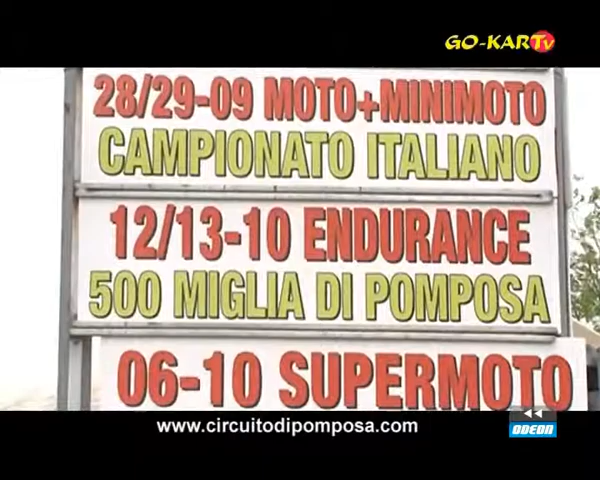 GO-KARTv
28/29-09 MOTO+MINIMOTO
CAMPIONATO ITALIANO
12/13-10 ENDURANCE
500 MIGLIA DI POMPOSA
06-10 SUPERMOTO
www.circuitodipomposa.com
ODEON